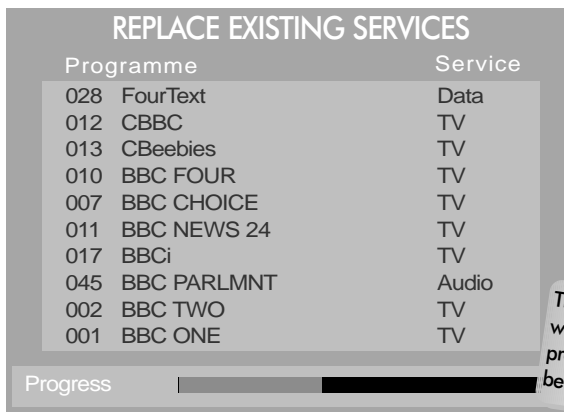 REPLACE EXISTING SERVICES
Programme Service
028 FourText Data
012 CBBC TV
013 CBeebies TV
010 BBC FOUR TV
007 BBC CHOICE TV
011 BBC NEWS 24 TV
017 BBCi TV
045 BBC PARLMNT Audio
002 BBC TWO TV
001 BBC ONE TV
Progress
be